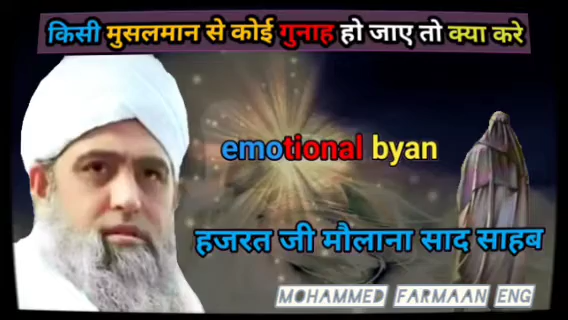 किसी मुसलमान से कोई गुनाह हो जाए तो क्या करे
emotional byan
हजरत जी मौलाना साद साहब
MOHAMMED FARMAAN ENG